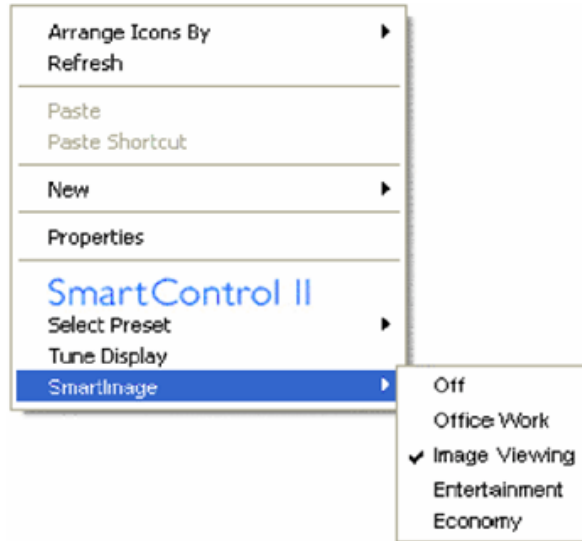 Arrange Icons By
Refresh
Paste
Paste Shortcut
New
Properties
SmartControl II
Select Preset
Tune Display
SmartImage
Off
Office Work
Image Viewing
Entertainment
Economy